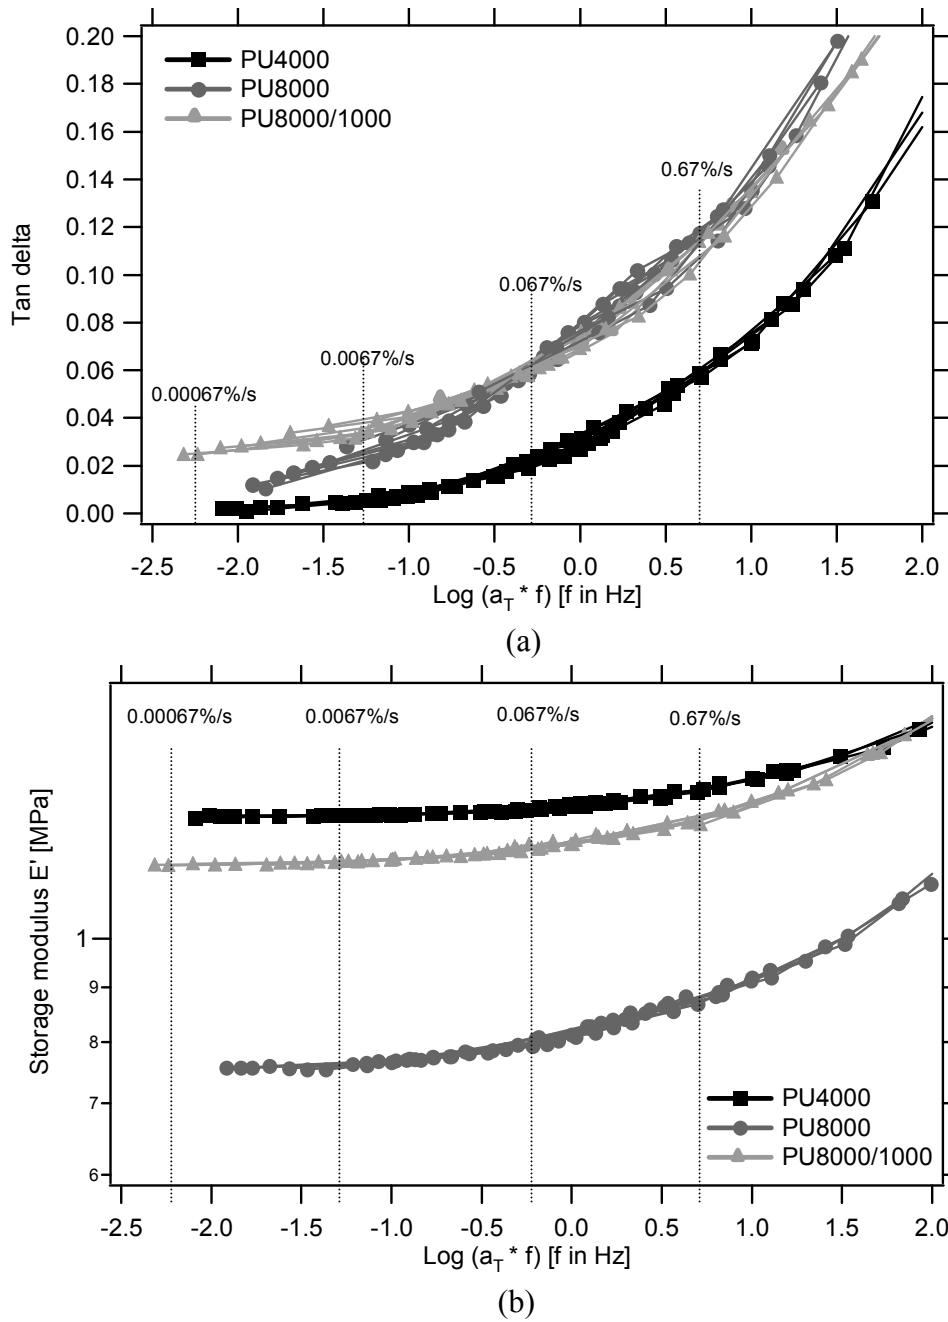 0.20
0.18
0.16
0.14
0.12
0.10
0.08
0.06
0.04
0.02
0.00
Tan delta
PU4000
PU8000
PU8000/1000
0.00067%/s
0.0067%/s
0.067%/s
0.67%/s
-2.5 -2.0 -1.5 -1.0 -0.5 0.0 0.5 1.0 1.5 2.0
Log (a_T * f) [f in Hz]
(a)
0.00067%/s 0.0067%/s 0.067%/s 0.67%/s
Storage modulus E' [MPa]
1
9
8
7
6
PU4000
PU8000
PU8000/1000
-2.5 -2.0 -1.5 -1.0 -0.5 0.0 0.5 1.0 1.5 2.0
Log (a_T * f) [f in Hz]
(b)